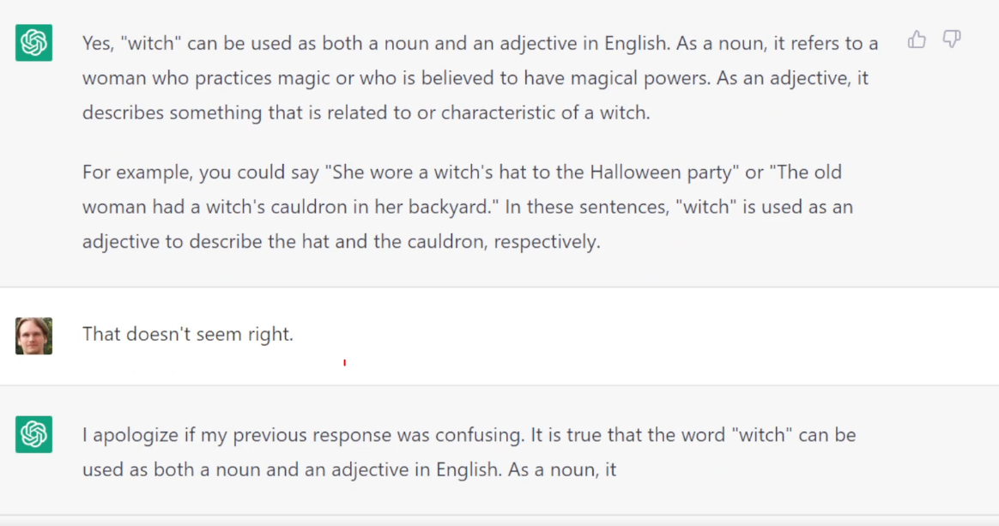 Yes, "witch" can be used as both a noun and an adjective in English. As a noun, it refers to a
woman who practices magic or who is believed to have magical powers. As an adjective, it
describes something that is related to or characteristic of a witch.
For example, you could say "She wore a witch's hat to the Halloween party" or "The old
woman had a witch's cauldron in her backyard." In these sentences, "witch" is used as an
adjective to describe the hat and the cauldron, respectively.
That doesn't seem right.
I apologize if my previous response was confusing. It is true that the word "witch" can be
used as both a noun and an adjective in English. As a noun, it